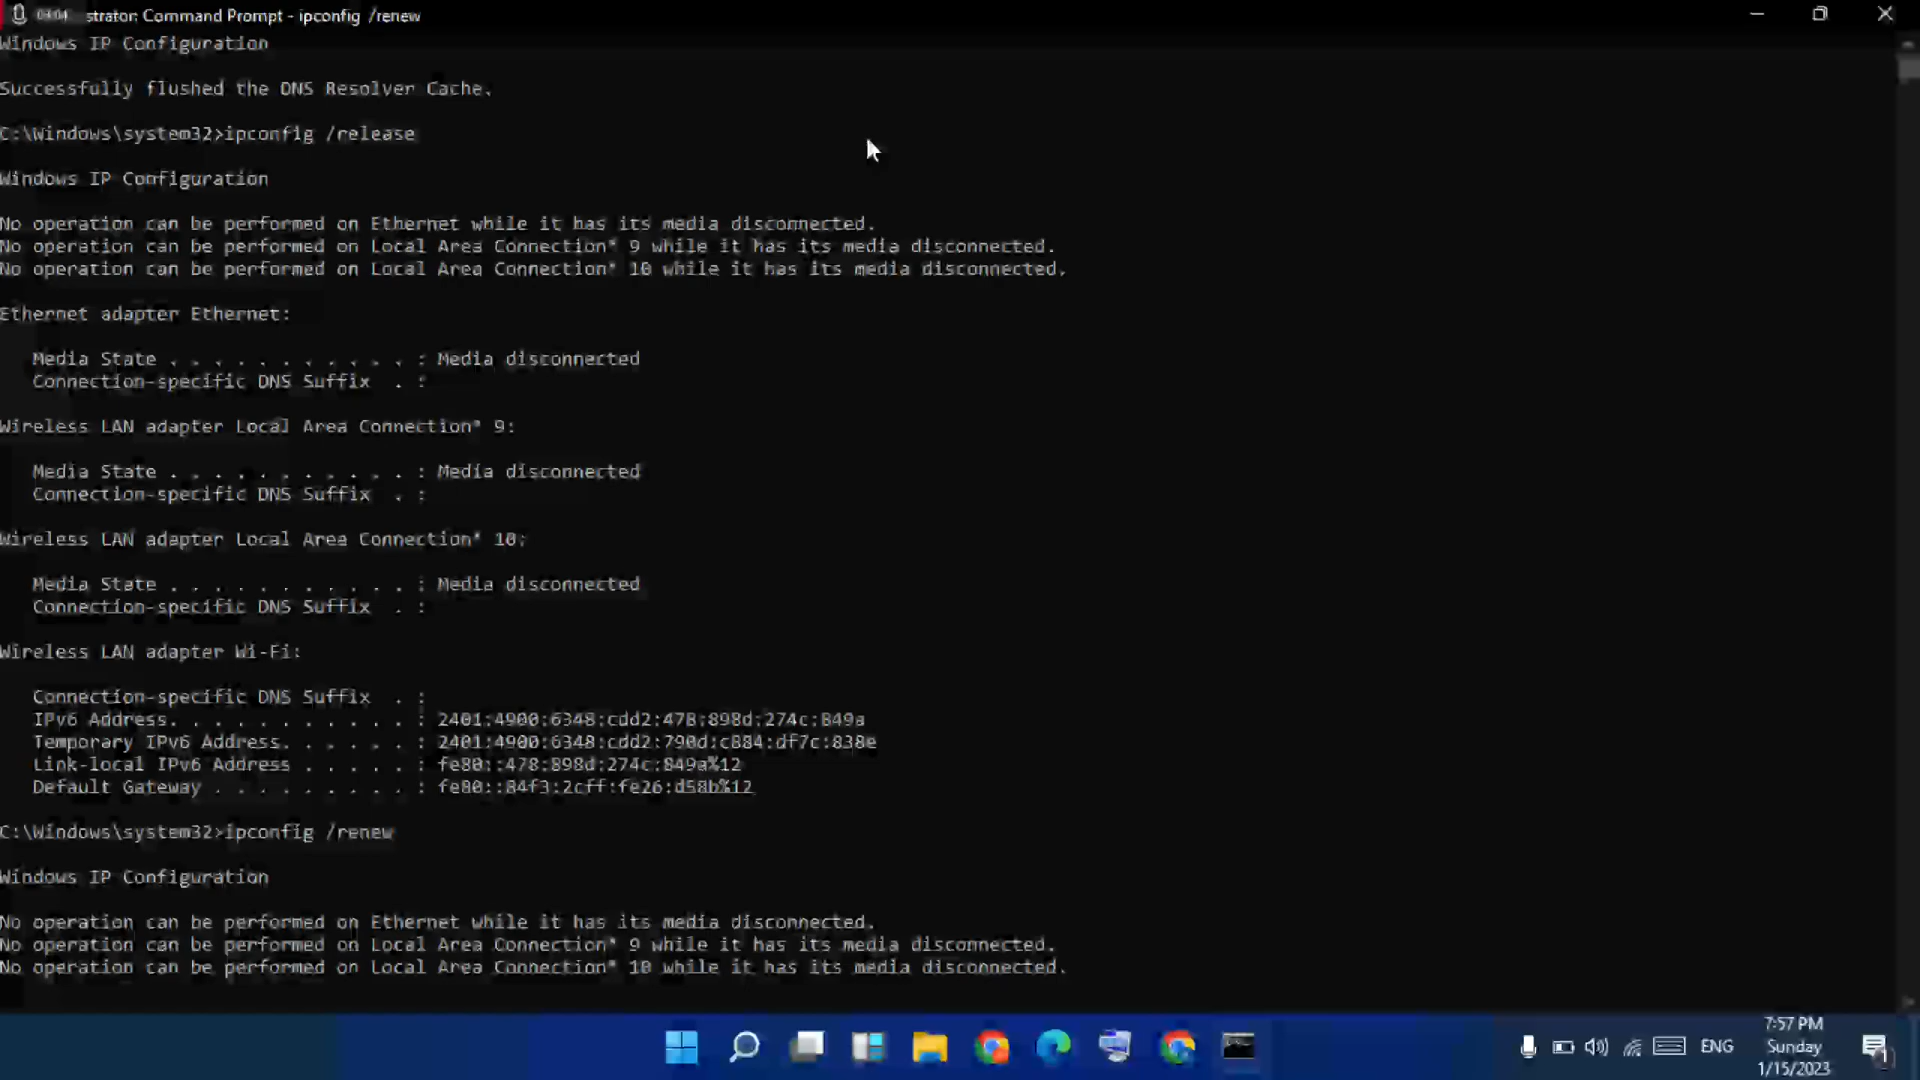 03:04 strator: Command Prompt - ipconfig /renew
Windows IP Configuration
Successfully flushed the DNS Resolver Cache.
C:\Windows\system32>ipconfig /release
Windows IP Configuration
No operation can be performed on Ethernet while it has its media disconnected.
No operation can be performed on Local Area Connection* 9 while it has its media disconnected.
No operation can be performed on Local Area Connection* 10 while it has its media disconnected.
Ethernet adapter Ethernet:
Media State . . . . . . . . . . . : Media disconnected
Connection-specific DNS Suffix . :
Wireless LAN adapter Local Area Connection* 9:
Media State . . . . . . . . . . . : Media disconnected
Connection-specific DNS Suffix . :
Wireless LAN adapter Local Area Connection* 10:
Media State . . . . . . . . . . . : Media disconnected
Connection-specific DNS Suffix . :
Wireless LAN adapter Wi-Fi:
Connection-specific DNS Suffix . :
IPv6 Address. . . . . . . . . . . : 2401:4900:6348:cdd2:478:898d:274c:849a
Temporary IPv6 Address. . . . . . : 2401:4900:6348:cdd2:790d:c884:df7c:838e
Link-local IPv6 Address . . . . . : fe80::478:898d:274c:849a%12
Default Gateway . . . . . . . . . : fe80::84f3:2cff:fe26:d58b%12
C:\Windows\system32>ipconfig /renew
Windows IP Configuration
No operation can be performed on Ethernet while it has its media disconnected.
No operation can be performed on Local Area Connection* 9 while it has its media disconnected.
No operation can be performed on Local Area Connection* 10 while it has its media disconnected.
ENG
7:57 PM
Sunday
1/15/2023
1